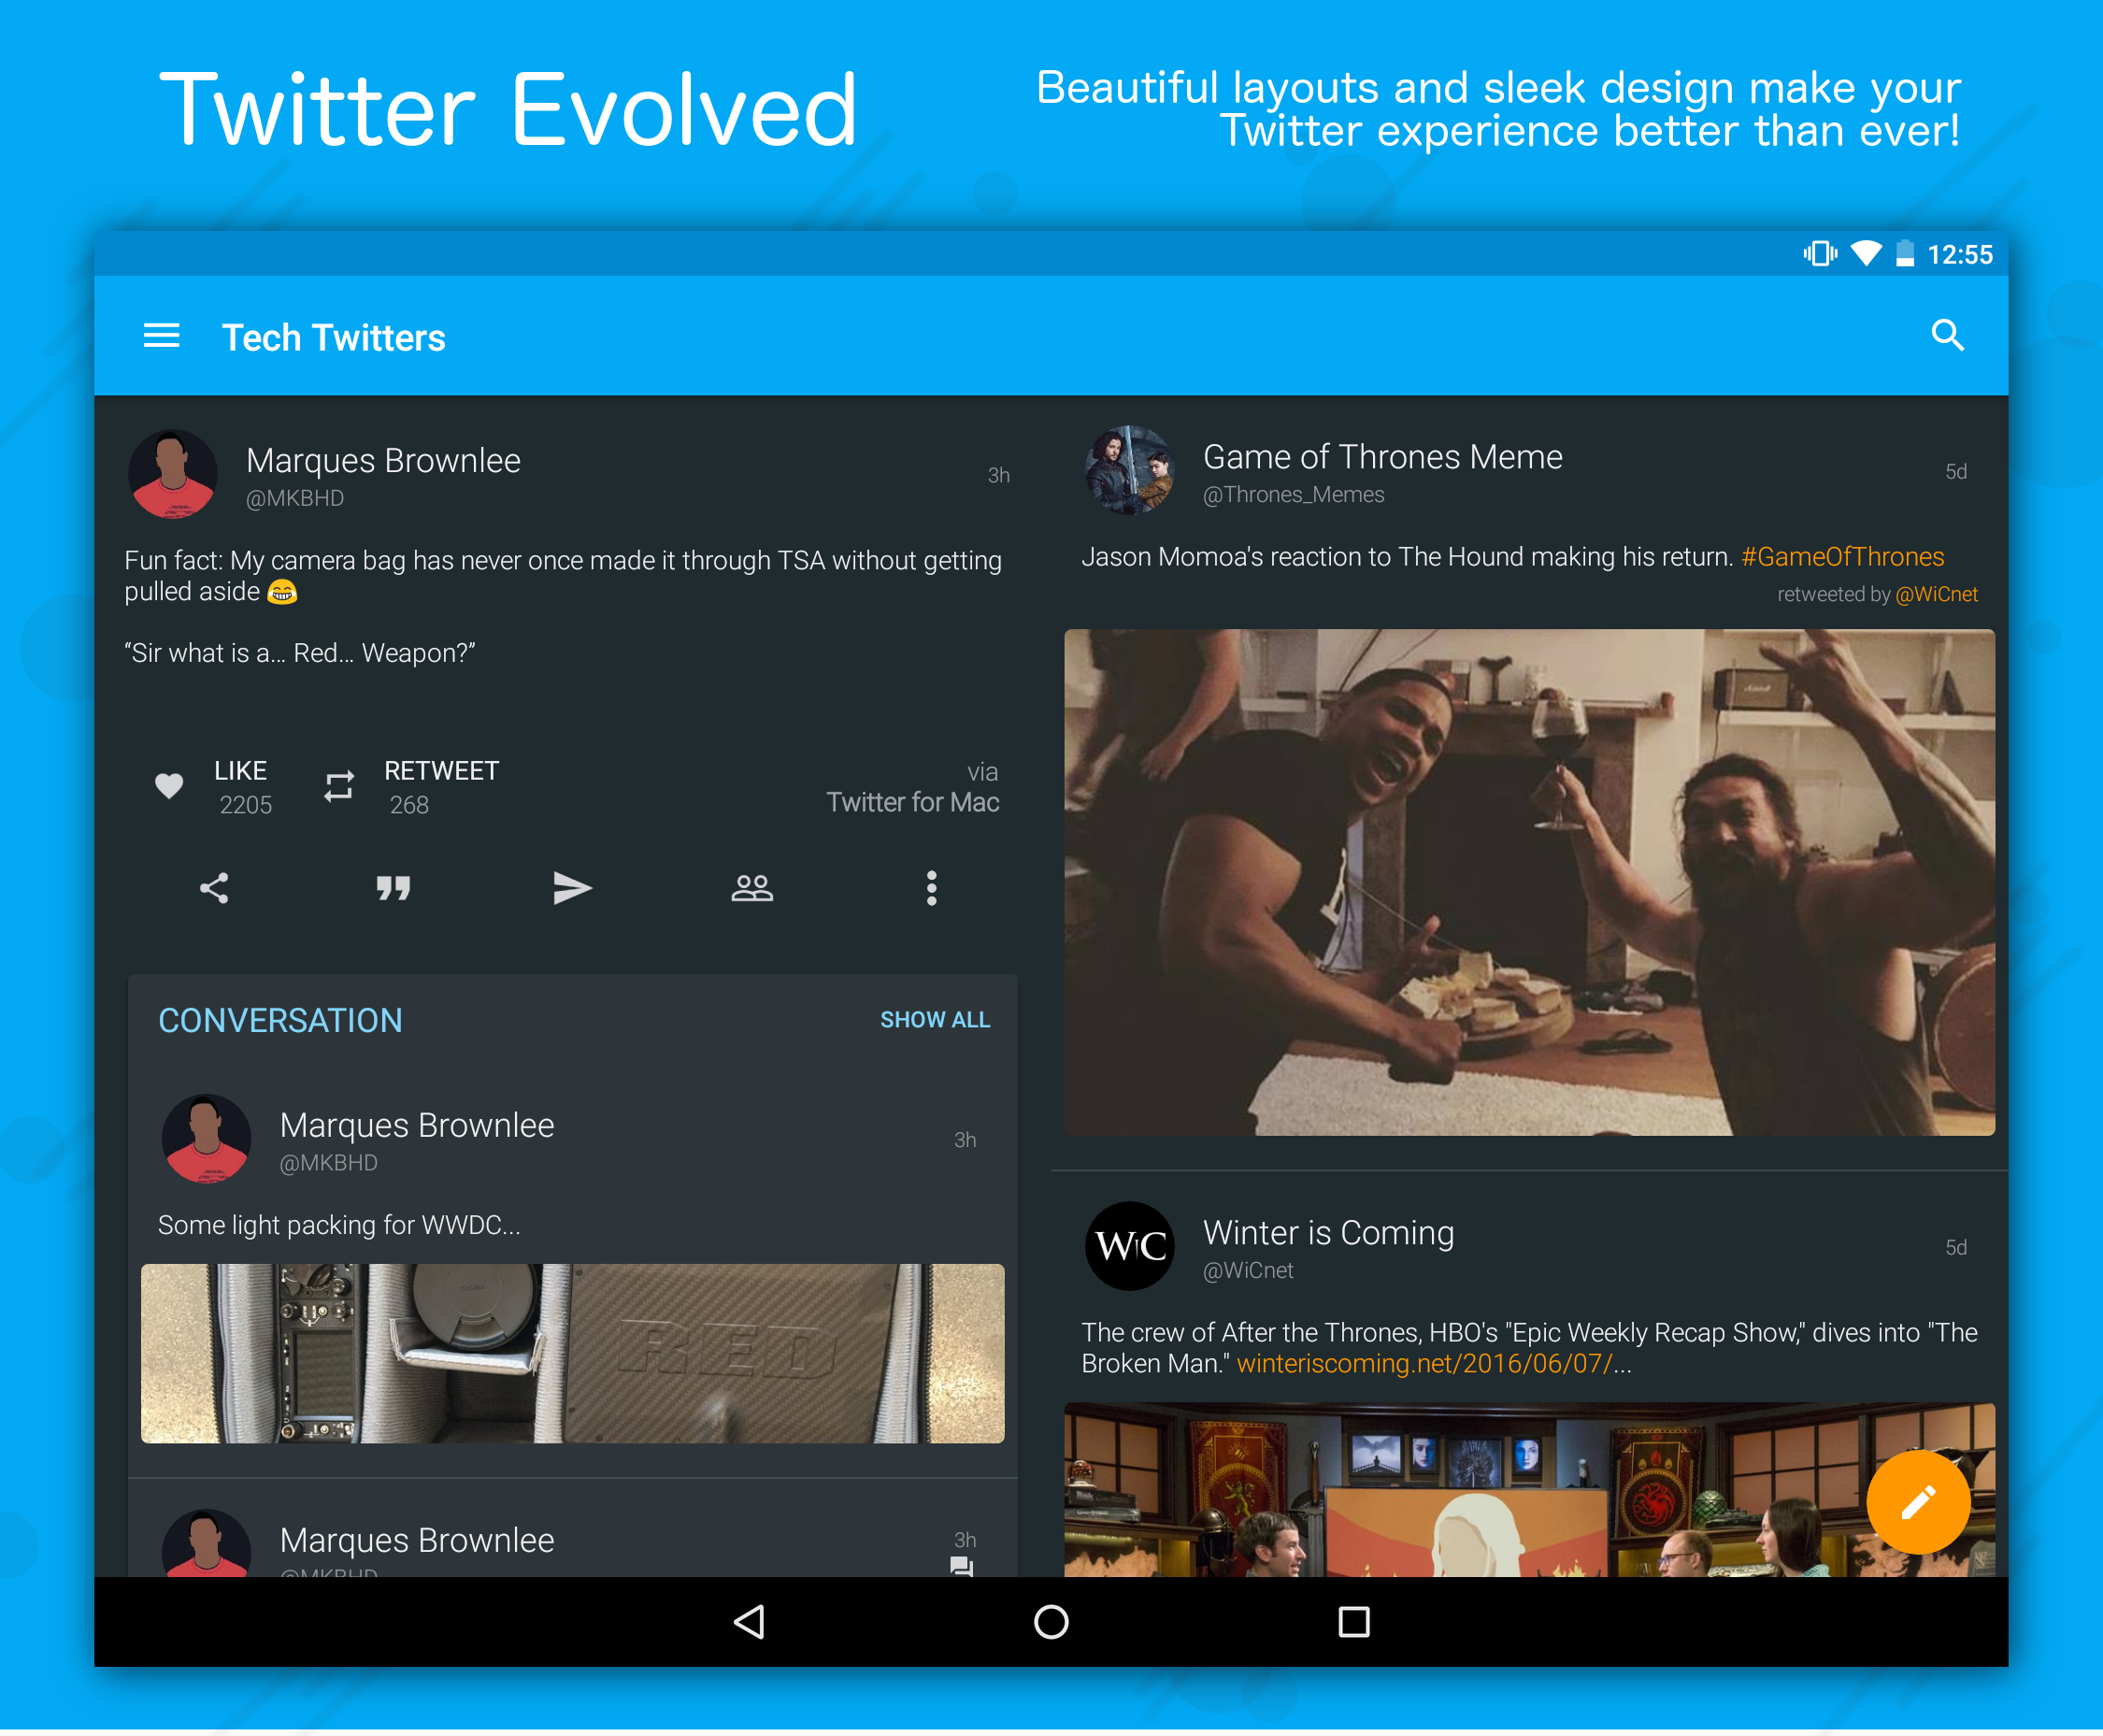 Twitter Evolved
Beautiful layouts and sleek design make your
Twitter experience better than ever!
12:55
Tech Twitters
Marques Brownlee
@MKBHD
3h
Fun fact: My camera bag has never once made it through TSA without getting
pulled aside 😂
“Sir what is a... Red... Weapon?”
LIKE
2205
RETWEET
268
via
Twitter for Mac
CONVERSATION
SHOW ALL
Marques Brownlee
@MKBHD
3h
Some light packing for WWDC...
RED
Marques Brownlee
@MKBHD
3h
Game of Thrones Meme
@Thrones_Memes
5d
Jason Momoa's reaction to The Hound making his return. #GameOfThrones
retweeted by @WiCnet
WiC
Winter is Coming
@WiCnet
5d
The crew of After the Thrones, HBO's "Epic Weekly Recap Show," dives into "The
Broken Man." winteriscoming.net/2016/06/07/...